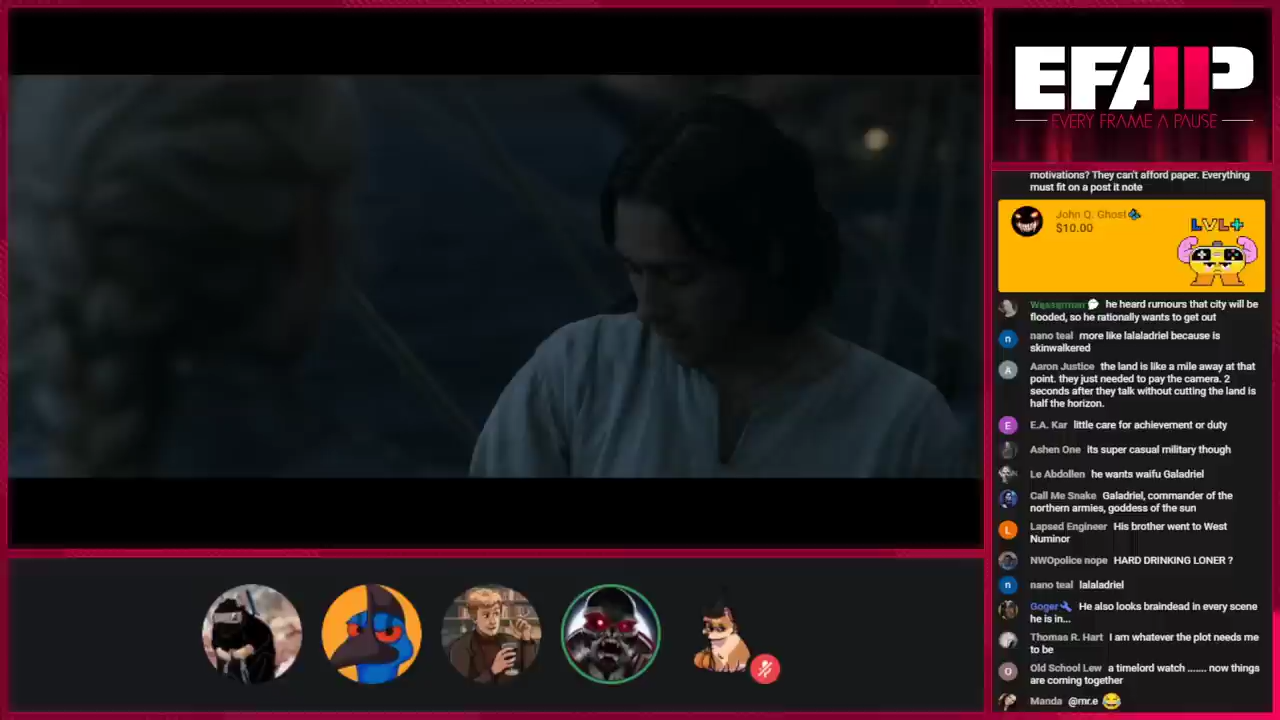 EFAP
EVERY FRAME A PAUSE
motivations? They can't afford paper. Everything
must fit on a post it note
John Q. Ghost
$10.00
LVL+
Wasserman he heard rumours that city will be
flooded, so he rationally wants to get out
n
nano teal more like lalaladriel because is
skinwalkered
A
Aaron Justice the land is like a mile away at that
point. they just needed to pay the camera. 2
seconds after they talk without cutting the land is
half the horizon.
E
E.A. Kar little care for achievement or duty
Ashen One its super casual military though
Le Abdollen he wants waifu Galadriel
Call Me Snake Galadriel, commander of the
northern armies, goddess of the sun
L
Lapsed Engineer His brother went to West
Numinor
NWOpolice nope HARD DRINKING LONER ?
n
nano teal lalaladriel
Goger He also looks braindead in every scene
he is in...
Thomas R. Hart I am whatever the plot needs me
to be
O
Old School Lew a timelord watch ....... now things
are coming together
Manda @mr.e 😂